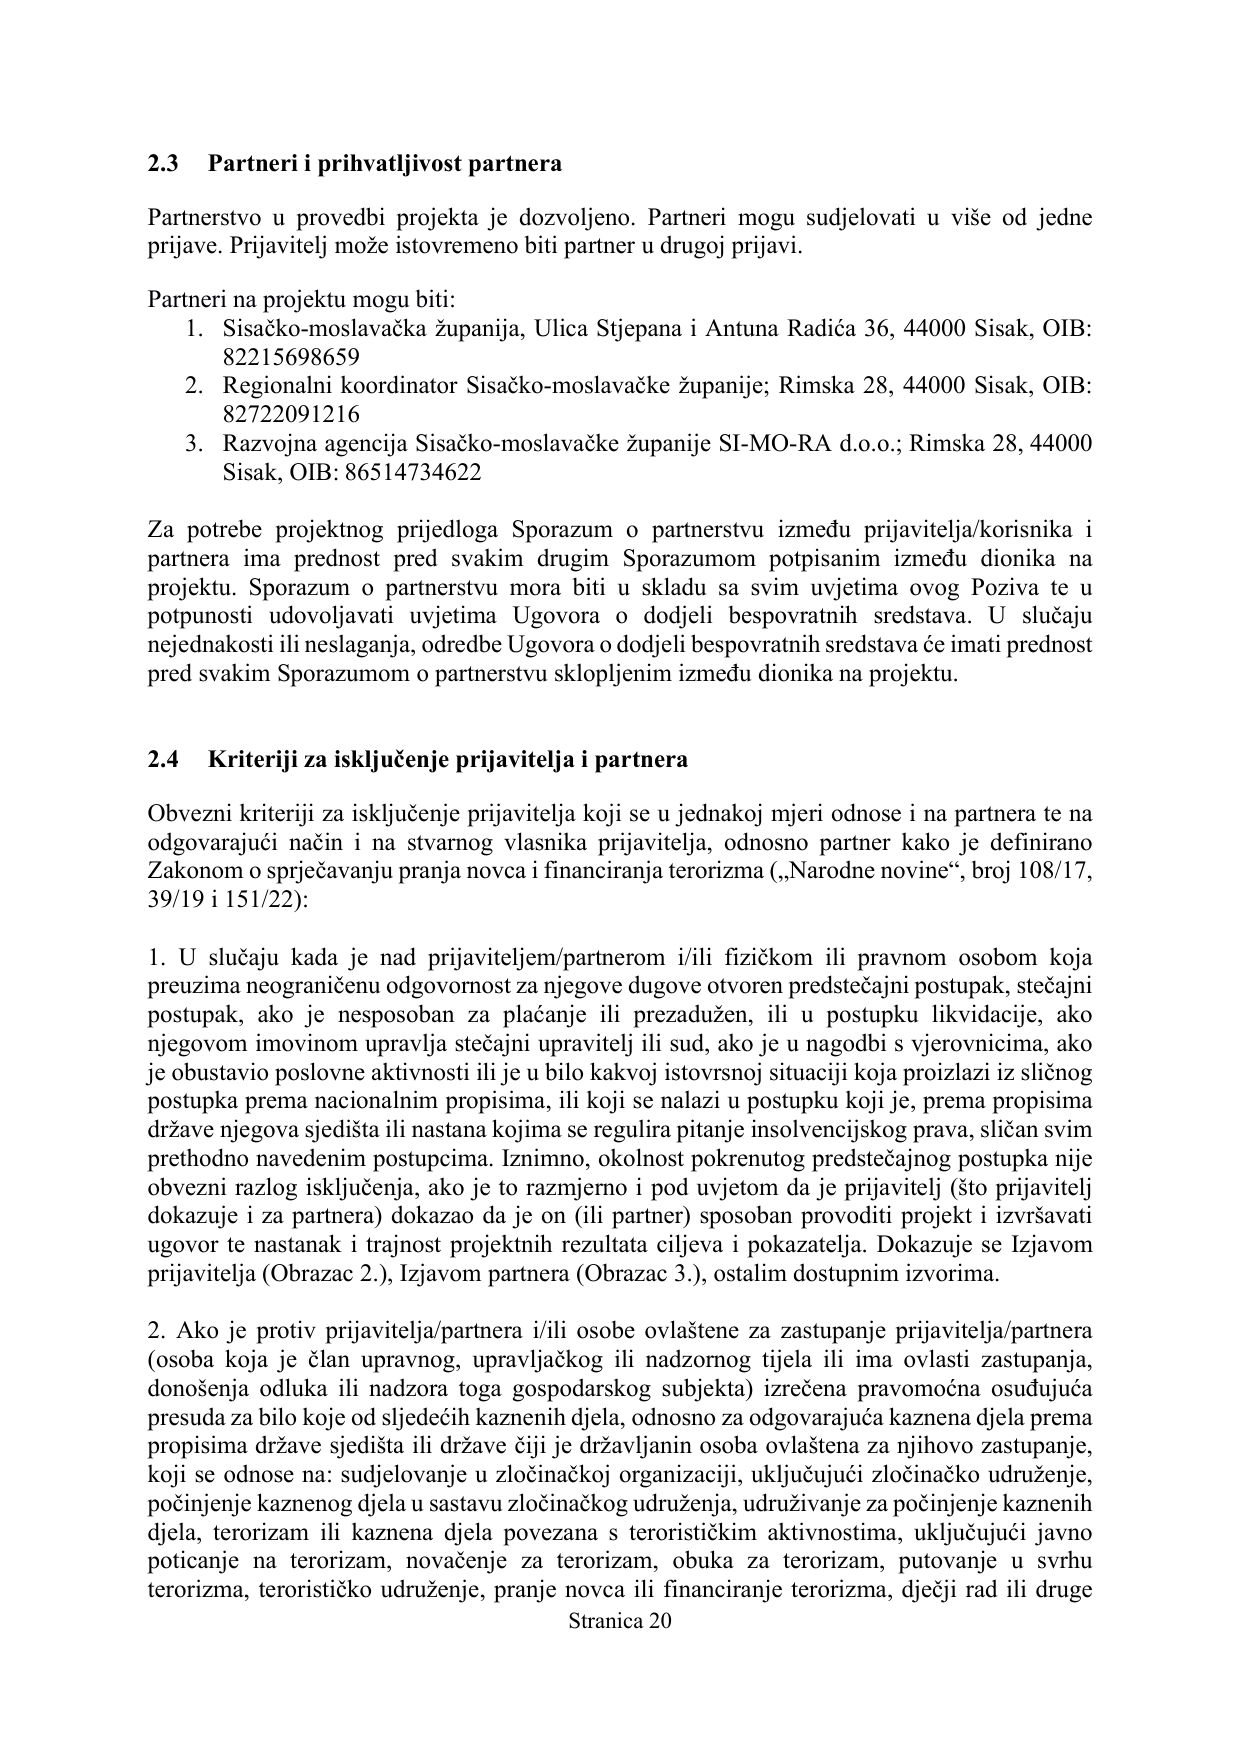 2.3 Partneri i prihvatljivost partnera
Partnerstvo u provedbi projekta je dozvoljeno. Partneri mogu sudjelovati u više od jedne
prijave. Prijavitelj može istovremeno biti partner u drugoj prijavi.
Partneri na projektu mogu biti:
1. Sisačko-moslavačka županija, Ulica Stjepana i Antuna Radića 36, 44000 Sisak, OIB:
82215698659
2. Regionalni koordinator Sisačko-moslavačke županije; Rimska 28, 44000 Sisak, OIB:
82722091216
3. Razvojna agencija Sisačko-moslavačke županije SI-MO-RA d.o.o.; Rimska 28, 44000
Sisak, OIB: 86514734622
Za potrebe projektnog prijedloga Sporazum o partnerstvu između prijavitelja/korisnika i
partnera ima prednost pred svakim drugim Sporazumom potpisanim između dionika na
projektu. Sporazum o partnerstvu mora biti u skladu sa svim uvjetima ovog Poziva te u
potpunosti udovoljavati uvjetima Ugovora o dodjeli bespovratnih sredstava. U slučaju
nejednakosti ili neslaganja, odredbe Ugovora o dodjeli bespovratnih sredstava će imati prednost
pred svakim Sporazumom o partnerstvu sklopljenim između dionika na projektu.
2.4 Kriteriji za isključenje prijavitelja i partnera
Obvezni kriteriji za isključenje prijavitelja koji se u jednakoj mjeri odnose i na partnera te na
odgovarajući način i na stvarnog vlasnika prijavitelja, odnosno partner kako je definirano
Zakonom o sprječavanju pranja novca i financiranja terorizma („Narodne novine“, broj 108/17,
39/19 i 151/22):
1. U slučaju kada je nad prijaviteljem/partnerom i/ili fizičkom ili pravnom osobom koja
preuzima neograničenu odgovornost za njegove dugove otvoren predstečajni postupak, stečajni
postupak, ako je nesposoban za plaćanje ili prezadužen, ili u postupku likvidacije, ako
njegovom imovinom upravlja stečajni upravitelj ili sud, ako je u nagodbi s vjerovnicima, ako
je obustavio poslovne aktivnosti ili je u bilo kakvoj istovrsnoj situaciji koja proizlazi iz sličnog
postupka prema nacionalnim propisima, ili koji se nalazi u postupku koji je, prema propisima
države njegova sjedišta ili nastana kojima se regulira pitanje insolvencijskog prava, sličan svim
prethodno navedenim postupcima. Iznimno, okolnost pokrenutog predstečajnog postupka nije
obvezni razlog isključenja, ako je to razmjerno i pod uvjetom da je prijavitelj (što prijavitelj
dokazuje i za partnera) dokazao da je on (ili partner) sposoban provoditi projekt i izvršavati
ugovor te nastanak i trajnost projektnih rezultata ciljeva i pokazatelja. Dokazuje se Izjavom
prijavitelja (Obrazac 2.), Izjavom partnera (Obrazac 3.), ostalim dostupnim izvorima.
2. Ako je protiv prijavitelja/partnera i/ili osobe ovlaštene za zastupanje prijavitelja/partnera
(osoba koja je član upravnog, upravljačkog ili nadzornog tijela ili ima ovlasti zastupanja,
donošenja odluka ili nadzora toga gospodarskog subjekta) izrečena pravomoćna osuđujuća
presuda za bilo koje od sljedećih kaznenih djela, odnosno za odgovarajuća kaznena djela prema
propisima države sjedišta ili države čiji je državljanin osoba ovlaštena za njihovo zastupanje,
koji se odnose na: sudjelovanje u zločinačkoj organizaciji, uključujući zločinačko udruženje,
počinjenje kaznenog djela u sastavu zločinačkog udruženja, udruživanje za počinjenje kaznenih
djela, terorizam ili kaznena djela povezana s terorističkim aktivnostima, uključujući javno
poticanje na terorizam, novačenje za terorizam, obuka za terorizam, putovanje u svrhu
terorizma, terorističko udruženje, pranje novca ili financiranje terorizma, dječji rad ili druge
Stranica 20